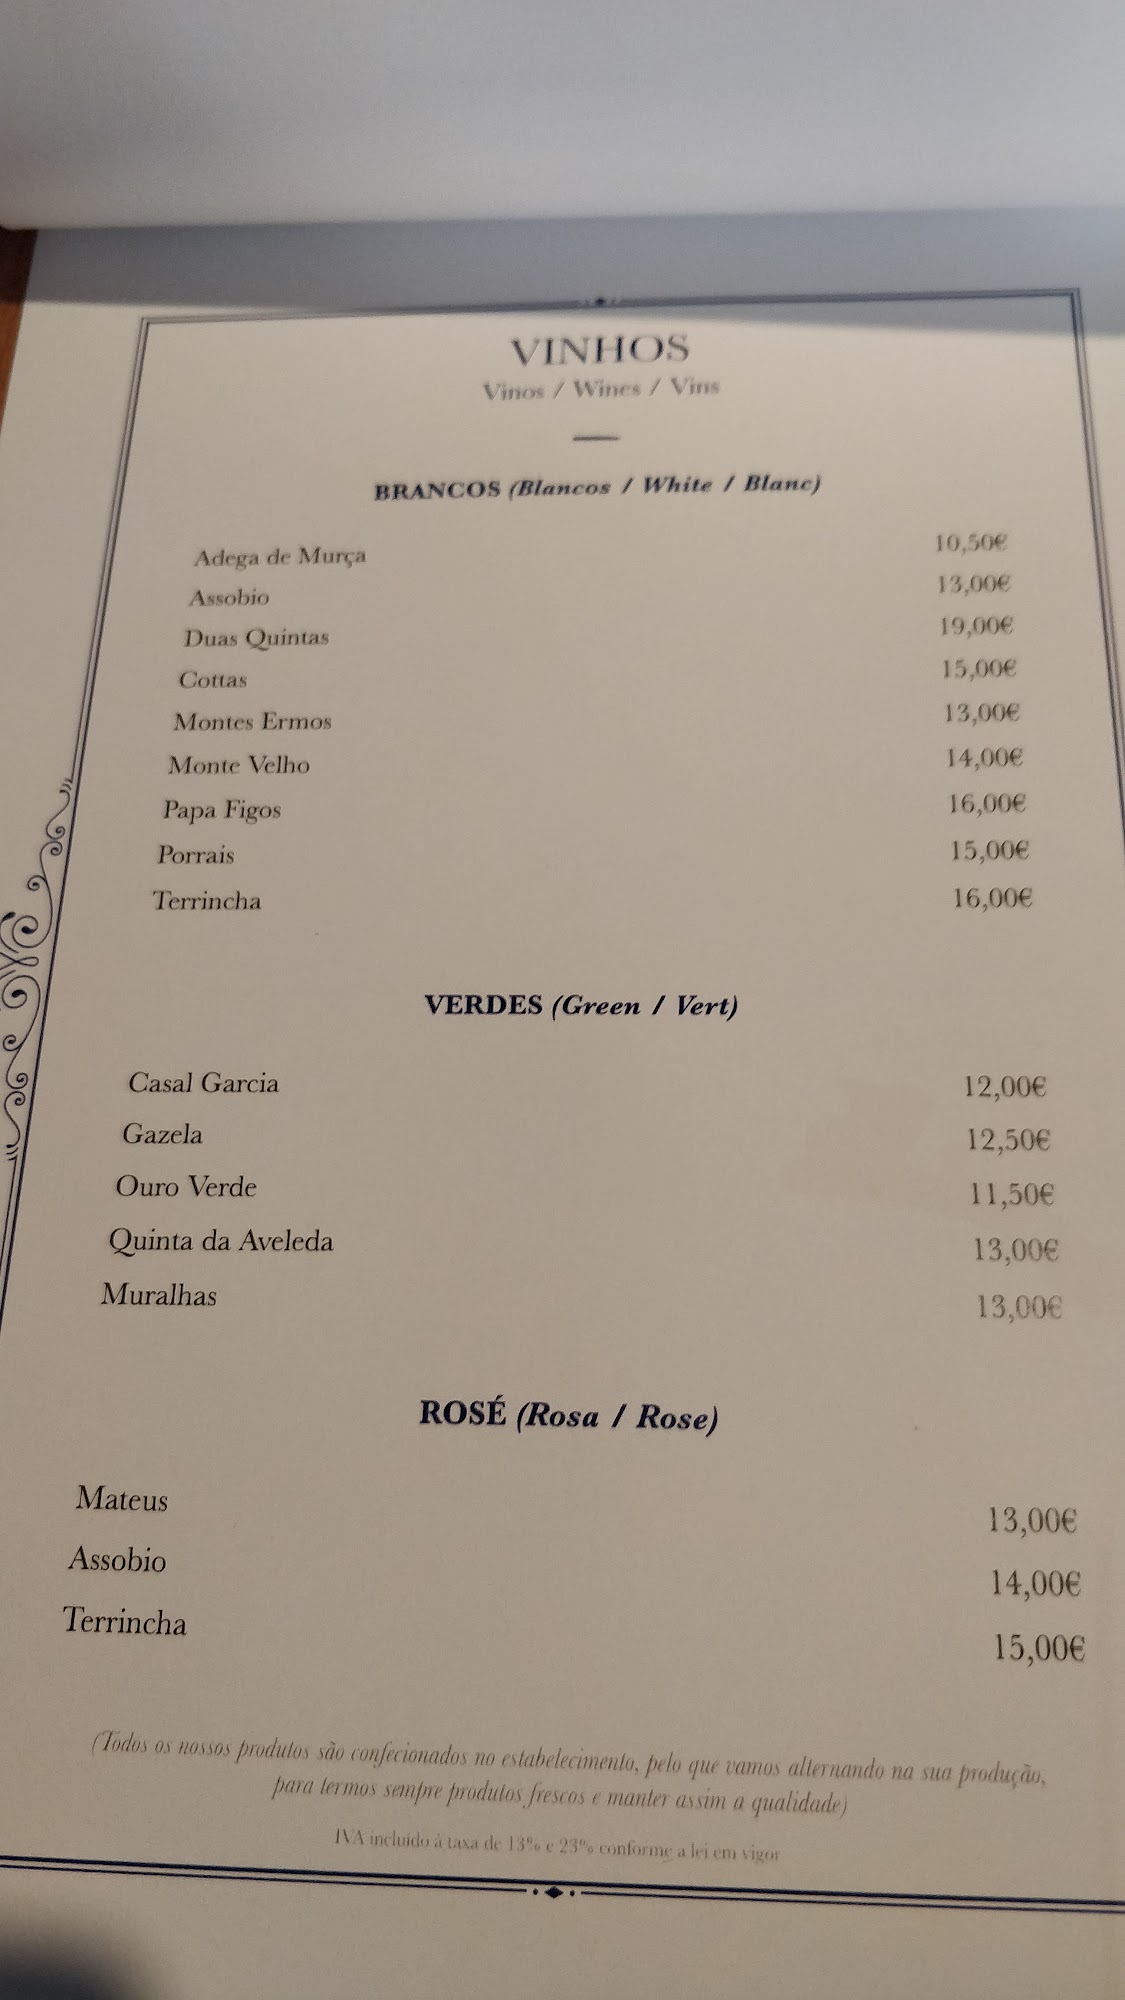 VINHOS
Vinos / Wines / Vins
BRANCOS (Blancos / White / Blanc)
Adega de Murça 10,50€
Assobio 13,00€
Duas Quintas 19,00€
Cottas 15,00€
Montes Ermos 13,00€
Monte Velho 14,00€
Papa Figos 16,00€
Porrais 15,00€
Terrincha 16,00€
VERDES (Green / Vert)
Casal Garcia 12,00€
Gazela 12,50€
Ouro Verde 11,50€
Quinta da Aveleda 13,00€
Muralhas 13,00€
ROSÉ (Rosa / Rose)
Mateus 13,00€
Assobio 14,00€
Terrincha 15,00€
(Todos os nossos produtos são confecionados no estabelecimento, pelo que vamos alternando na sua produção,
para termos sempre produtos frescos e manter assim a qualidade)
IVA incluído à taxa de 13% e 23% conforme a lei em vigor